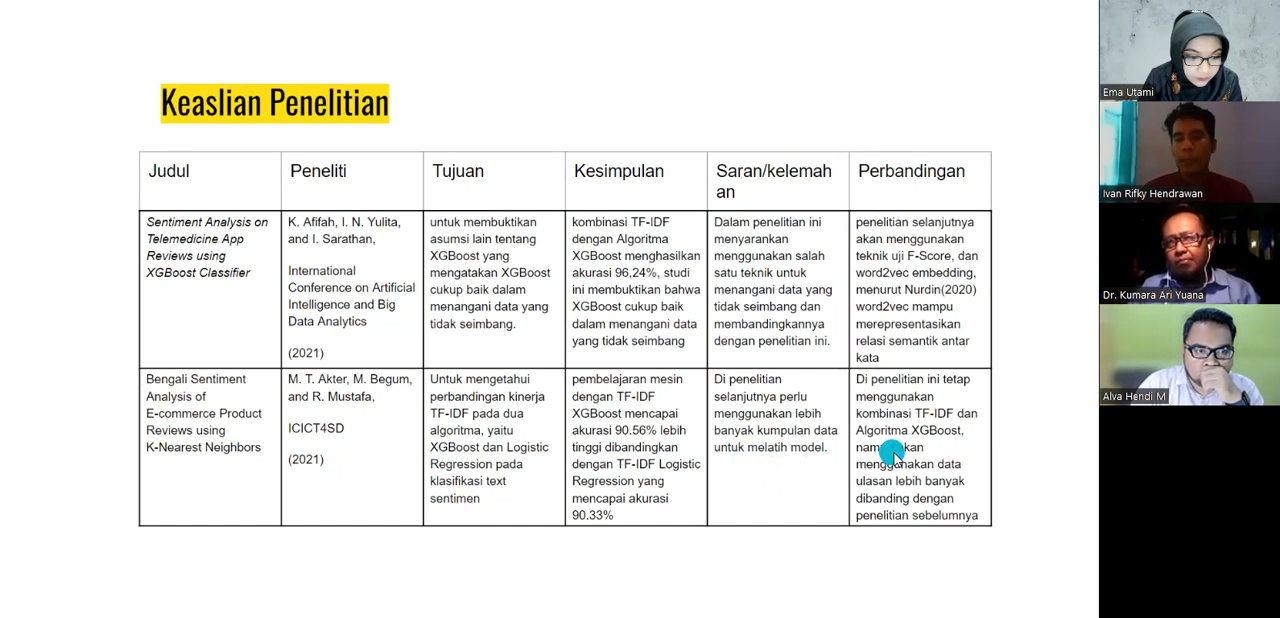 Keaslian Penelitian
Judul
Peneliti
Tujuan
Kesimpulan
Saran/kelemah
an
Perbandingan
Sentiment Analysis on
Telemedicine App
Reviews using
XGBoost Classifier
K. Afifah, I. N. Yulita,
and I. Sarathan,
International
Conference on Artificial
Intelligence and Big
Data Analytics
(2021)
untuk membuktikan
asumsi lain tentang
XGBoost yang
mengatakan XGBoost
cukup baik dalam
menangani data yang
tidak seimbang.
kombinasi TF-IDF
dengan Algoritma
XGBoost menghasilkan
akurasi 96,24%, studi
ini membuktikan bahwa
XGBoost cukup baik
dalam menangani data
yang tidak seimbang
Dalam penelitian ini
menyarankan
menggunakan salah
satu teknik untuk
menangani data yang
tidak seimbang dan
membandingkannya
dengan penelitian ini.
penelitian selanjutnya
akan menggunakan
teknik uji F-Score, dan
word2vec embedding,
menurut Nurdin(2020)
word2vec mampu
merepresentasikan
relasi semantik antar
kata
Bengali Sentiment
Analysis of
E-commerce Product
Reviews using
K-Nearest Neighbors
M. T. Akter, M. Begum,
and R. Mustafa,
ICICT4SD
(2021)
Untuk mengetahui
perbandingan kinerja
TF-IDF pada dua
algoritma, yaitu
XGBoost dan Logistic
Regression pada
klasifikasi text
sentimen
pembelajaran mesin
dengan TF-IDF
XGBoost mencapai
akurasi 90.56% lebih
tinggi dibandingkan
dengan TF-IDF Logistic
Regression yang
mencapai akurasi
90.33%
Di penelitian
selanjutnya perlu
menggunakan lebih
banyak kumpulan data
untuk melatih model.
Di penelitian ini tetap
menggunakan
kombinasi TF-IDF dan
Algoritma XGBoost,
menggunakan data
ulasan lebih banyak
dibanding dengan
penelitian sebelumnya
Ema Utami
Ivan Rifky Hendrawan
Dr. Kumara Ari Yuana
Alva Hendi M